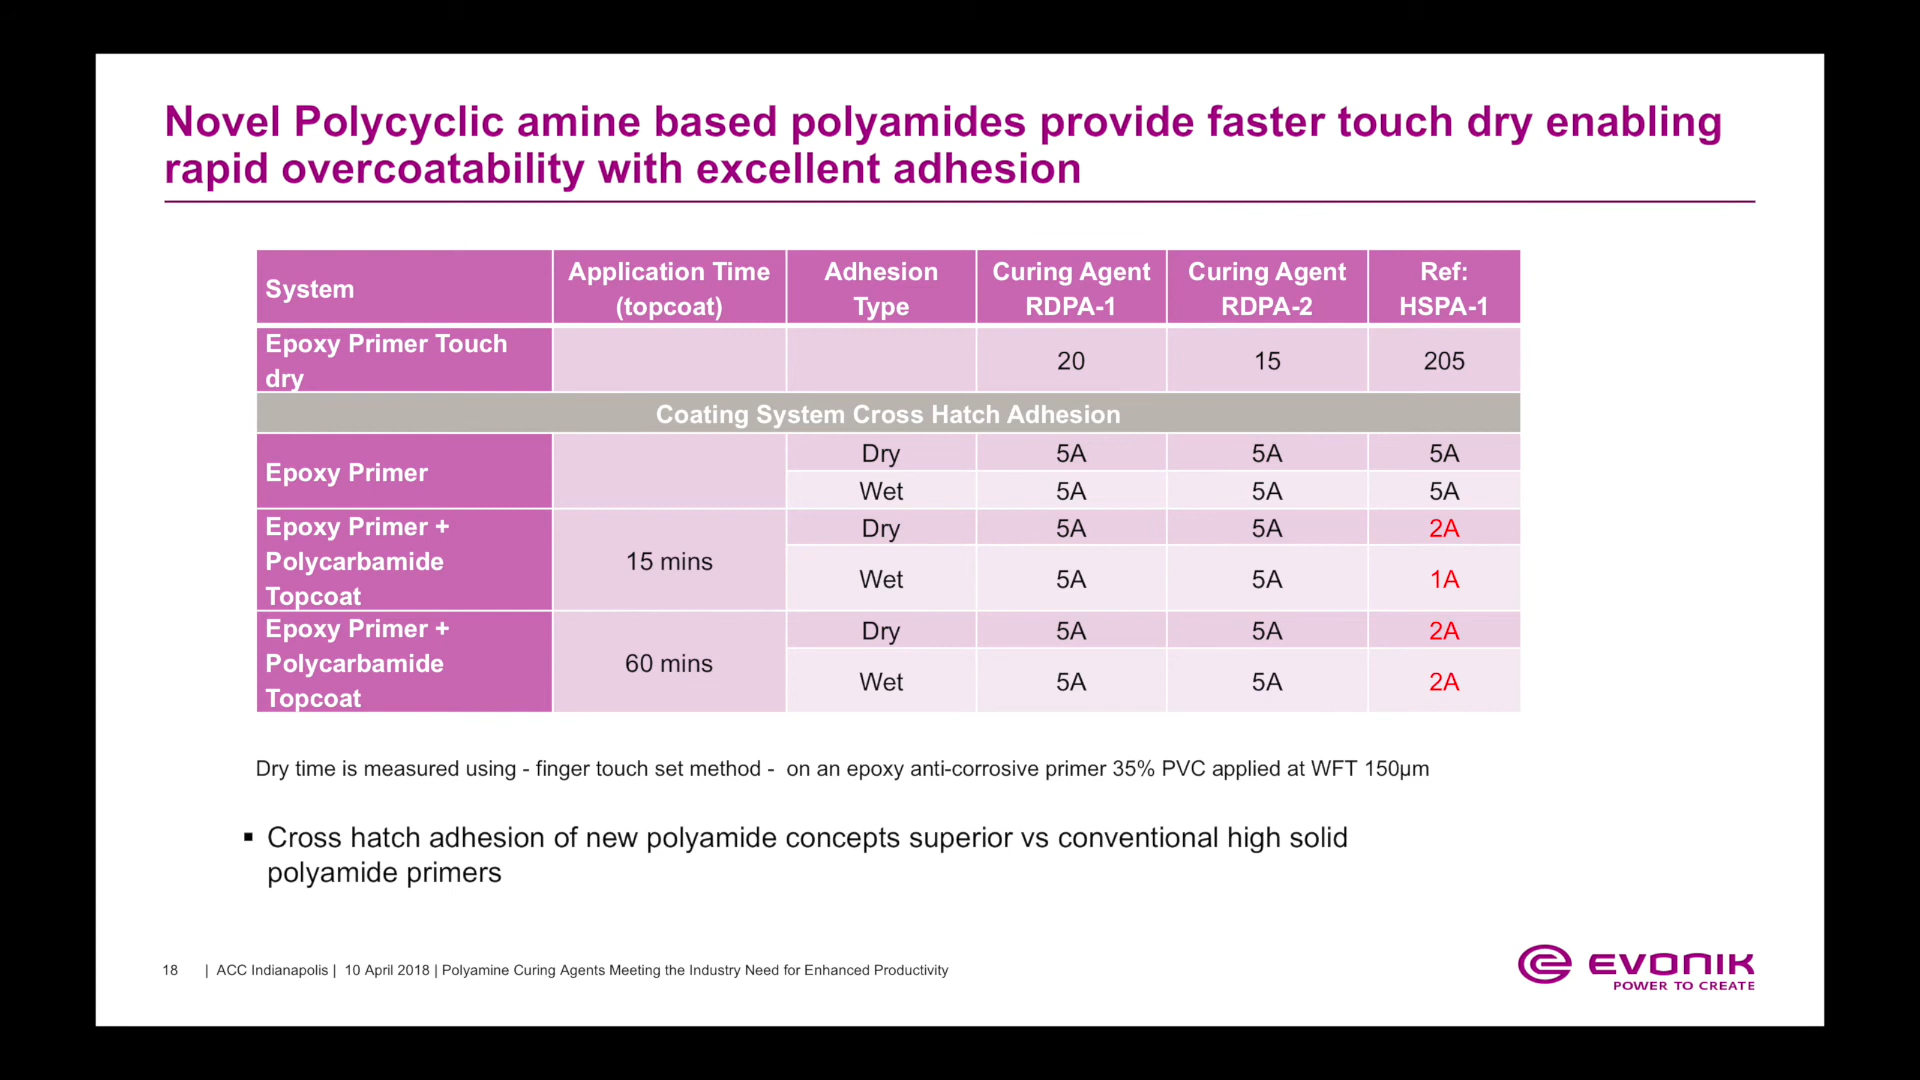 Novel Polycyclic amine based polyamides provide faster touch dry enabling
rapid overcoatability with excellent adhesion
System
Application Time
(topcoat)
Adhesion
Type
Curing Agent
RDPA-1
Curing Agent
RDPA-2
Ref:
HSPA-1
Epoxy Primer Touch
dry
20
15
205
Coating System Cross Hatch Adhesion
Epoxy Primer
Dry
5A
5A
5A
Wet
5A
5A
5A
Epoxy Primer +
Polycarbamide
Topcoat
15 mins
Dry
5A
5A
2A
Wet
5A
5A
1A
Epoxy Primer +
Polycarbamide
Topcoat
60 mins
Dry
5A
5A
2A
Wet
5A
5A
2A
Dry time is measured using - finger touch set method - on an epoxy anti-corrosive primer 35% PVC applied at WFT 150µm
▪ Cross hatch adhesion of new polyamide concepts superior vs conventional high solid
polyamide primers
18 | ACC Indianapolis | 10 April 2018 | Polyamine Curing Agents Meeting the Industry Need for Enhanced Productivity
EVONIK
POWER TO CREATE